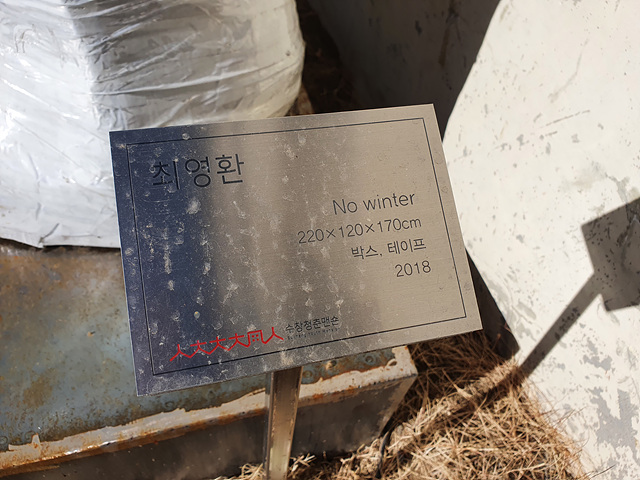 최영환
No winter
220×120×170cm
박스, 테이프
2018
수창청춘맨숀